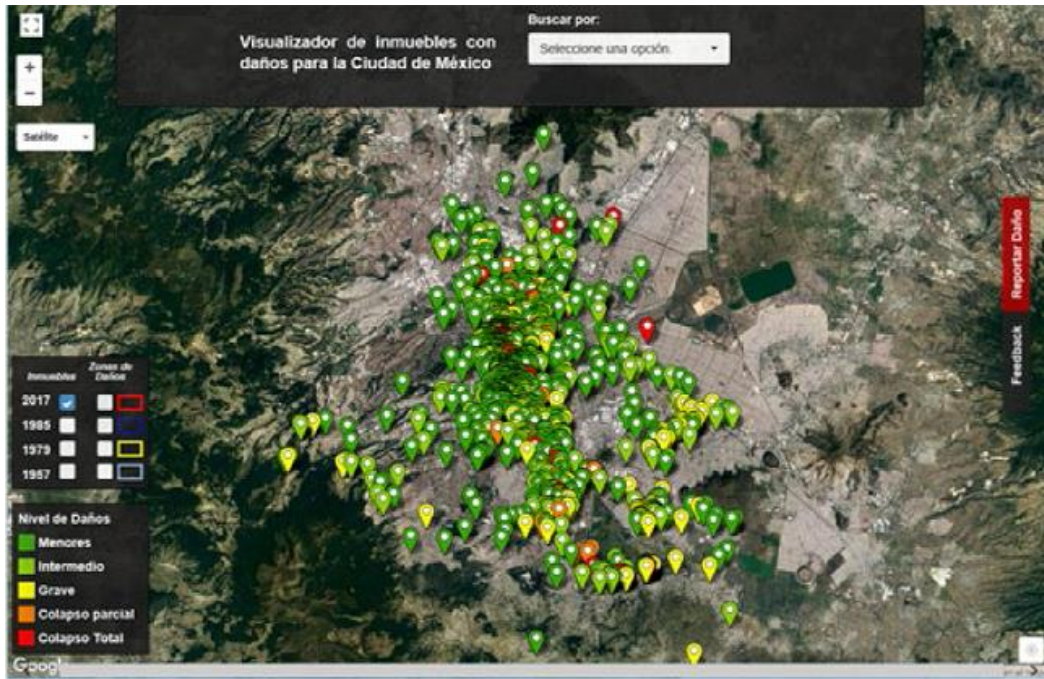 Buscar por:
Visualizador de inmuebles con
daños para la Ciudad de México
Seleccione una opción.
+
−
Satélite
Reportar Daño
Feedback
Inmuebles
Zonas de
Daños
2017
1985
1979
1957
Nivel de Daños
Menores
Intermedio
Grave
Colapso parcial
Colapso Total
Googl